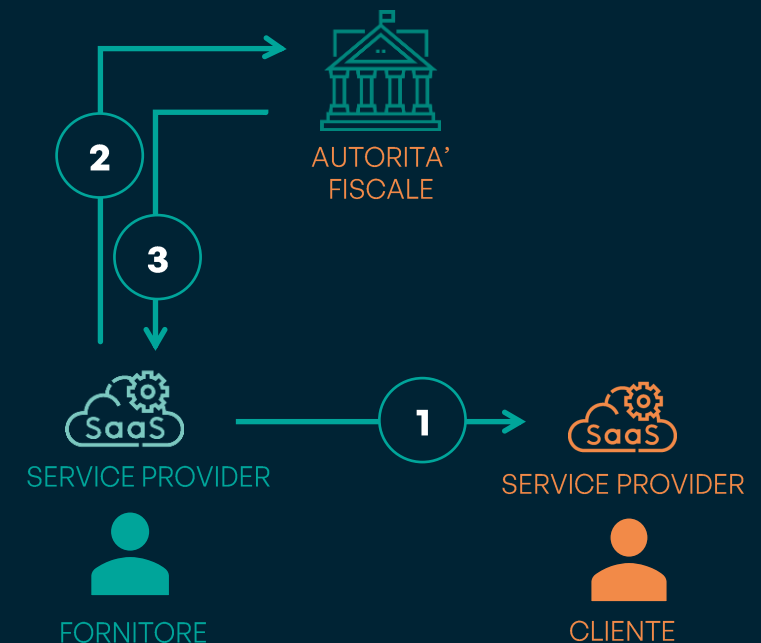 AUTORITA’
FISCALE
2
3
1
SaaS
SERVICE PROVIDER
FORNITORE
SaaS
SERVICE PROVIDER
CLIENTE